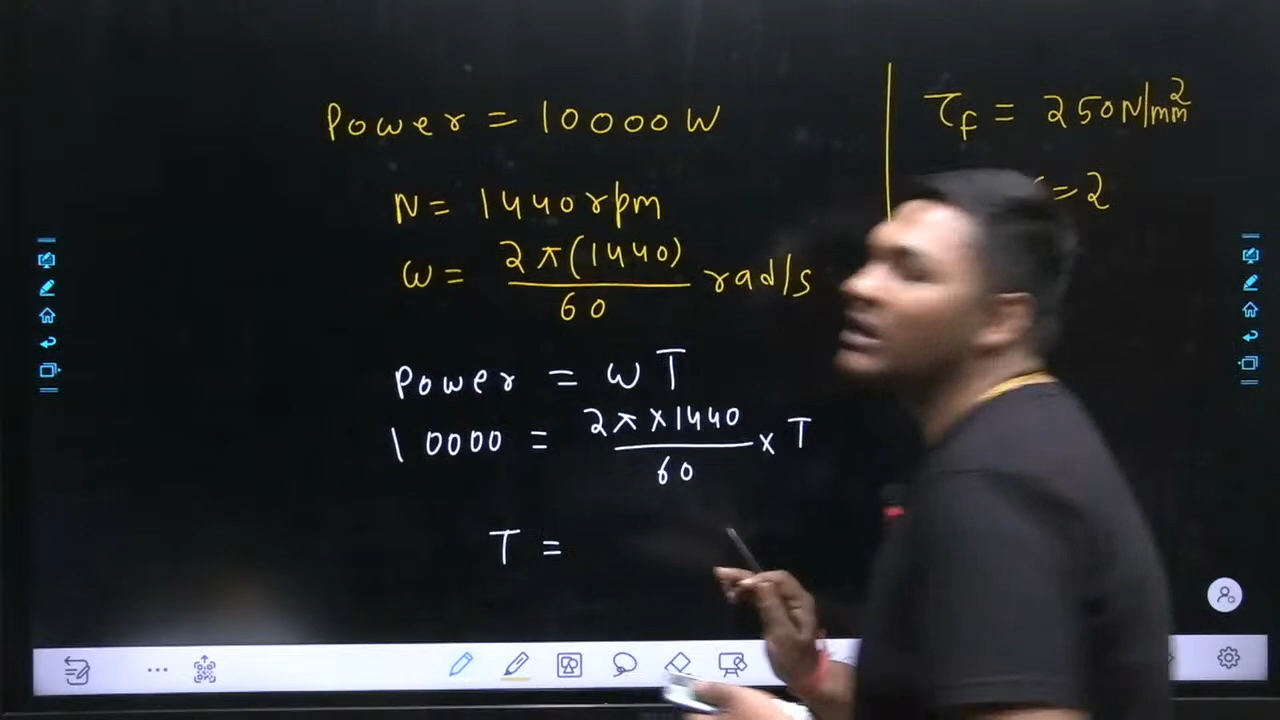 Power = 10000 W
N = 1440 rpm
ω = 2π(1440)/60 rad/s
Power = ωT
10000 = 2π×1440/60 × T
T =
τf = 250 N/mm²
=2